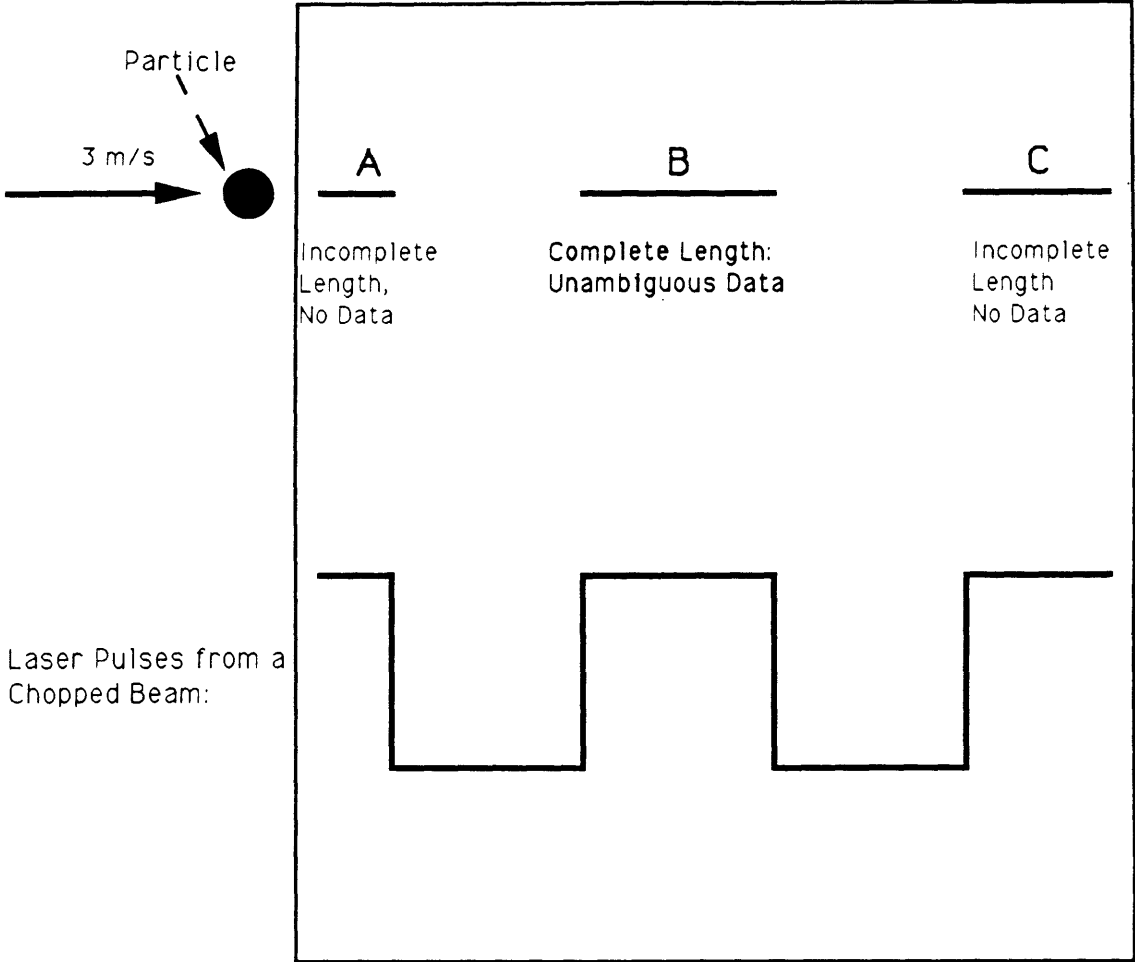 Particle
3 m/s
A
B
C
Incomplete
Length,
No Data
Complete Length:
Unambiguous Data
Incomplete
Length
No Data
Laser Pulses from a
Chopped Beam: